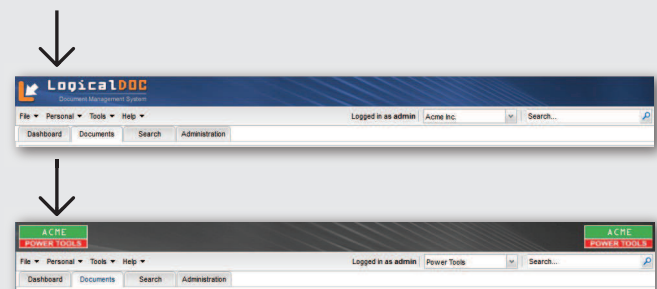 LogicalDOC
Document Management System
File Personal Tools Help Logged in as admin Acme Inc. Search...
Dashboard Documents Search Administration
ACME ACME
POWER TOOLS POWER TOOLS
File Personal Tools Help Logged in as admin Power Tools Search...
Dashboard Documents Search Administration